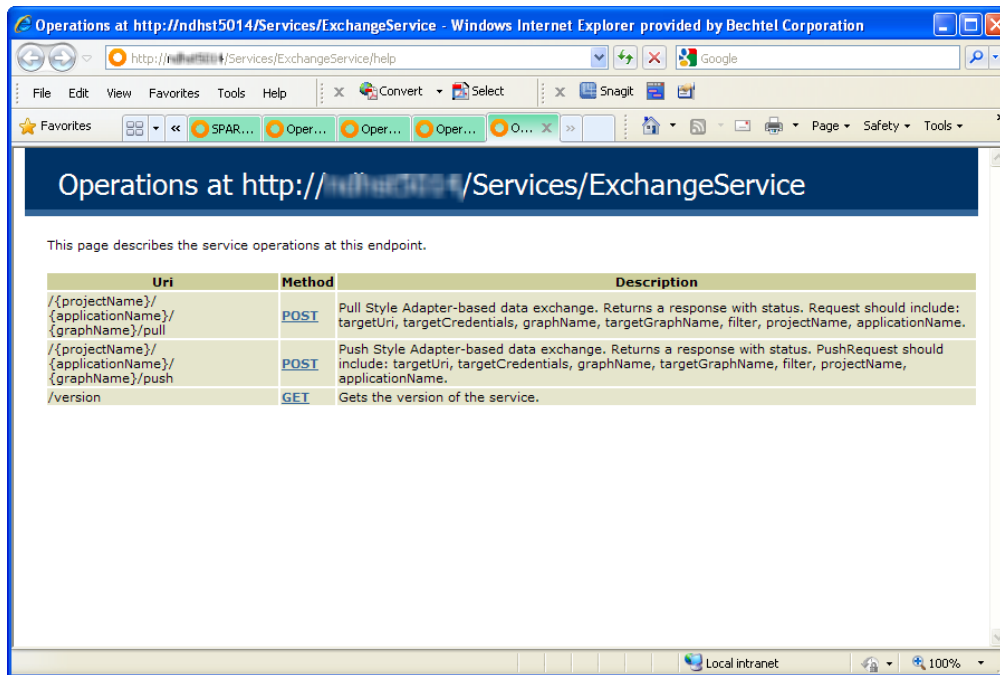 Operations at http://ndhst5014/Services/ExchangeService - Windows Internet Explorer provided by Bechtel Corporation
http:// /Services/ExchangeService/help
Google
File Edit View Favorites Tools Help x Convert Select x Snagit
Favorites « SPAR... Oper... Oper... Oper... O... x » Page Safety Tools »
Operations at http:// /Services/ExchangeService
This page describes the service operations at this endpoint.
Uri Method Description
/{projectName}/
{applicationName}/
{graphName}/pull
POST
Pull Style Adapter-based data exchange. Returns a response with status. Request should include:
targetUri, targetCredentials, graphName, targetGraphName, filter, projectName, applicationName.
/{projectName}/
{applicationName}/
{graphName}/push
POST
Push Style Adapter-based data exchange. Returns a response with status. PushRequest should
include: targetUri, targetCredentials, graphName, targetGraphName, filter, projectName,
applicationName.
/version GET Gets the version of the service.
Local intranet 100%